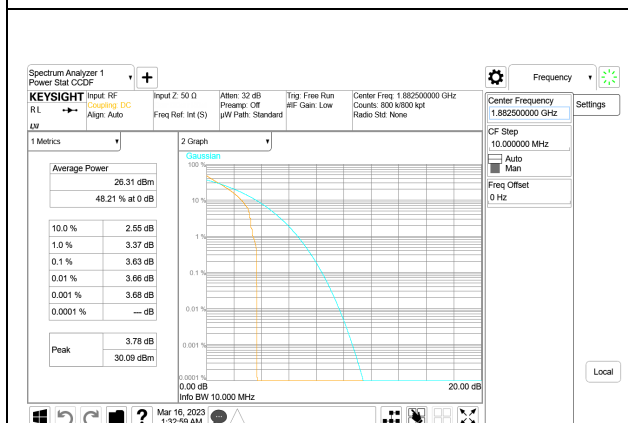 Spectrum Analyzer 1
Power Stat CCDF
+
Frequency
KEYSIGHT
RL
LXI
Input: RF
Coupling: DC
Align: Auto
Input Z: 50 Ω
Freq Ref: Int (S)
Atten: 32 dB
Preamp: Off
µW Path: Standard
Trig: Free Run
#IF Gain: Low
Center Freq: 1.882500000 GHz
Counts: 800 k/800 kpt
Radio Std: None
Center Frequency
1.882500000 GHz
Settings
CF Step
10.000000 MHz
Auto
Man
Freq Offset
0 Hz
1 Metrics
Average Power
26.31 dBm
48.21 % at 0 dB
10.0 % 2.55 dB
1.0 % 3.37 dB
0.1 % 3.63 dB
0.01 % 3.66 dB
0.001 % 3.68 dB
0.0001 % --- dB
Peak
3.78 dB
30.09 dBm
2 Graph
Gaussian
100 %
10 %
1 %
0.1 %
0.01 %
0.001 %
0.0001 %
0.00 dB 20.00 dB
Info BW 10.000 MHz
Local
?
Mar 16, 2023
1:32:59 AM